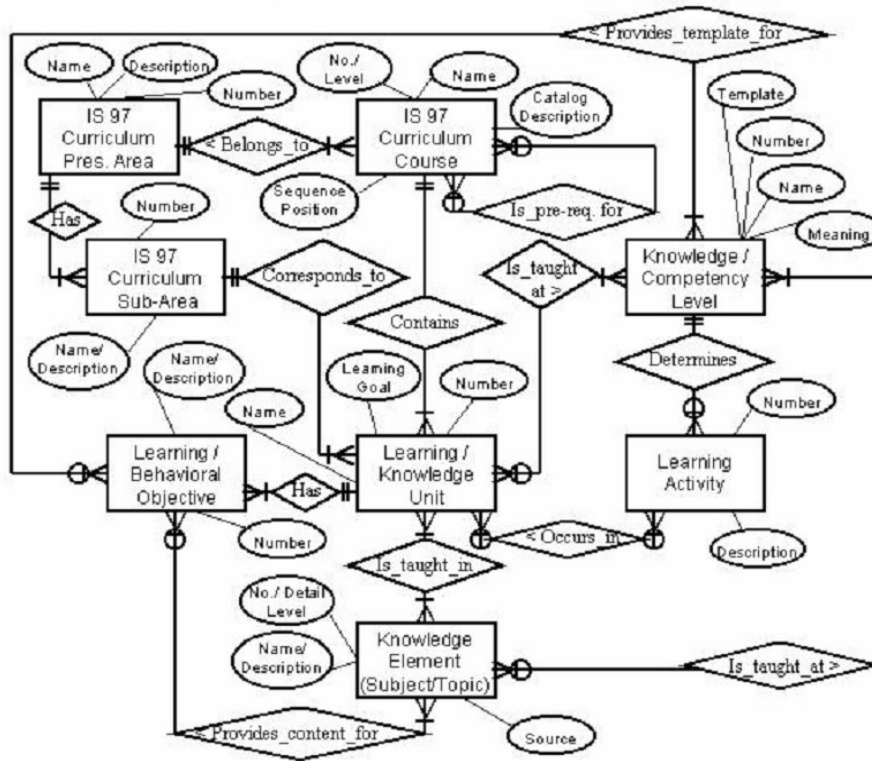 < Provides_template_for
Name
Description
Number
No./
Level
Name
Catalog
Description
Template
Number
Name
Meaning
IS 97
Curriculum
Pres. Area
< Belongs_to
IS 97
Curriculum
Course
Sequence
Position
Is_pre-req. for
Has
Number
IS 97
Curriculum
Sub-Area
Corresponds_to
Is_taught
at >
Knowledge /
Competency
Level
Name/
Description
Name/
Description
Contains
Determines
Name
Learning
Goal
Number
Number
Learning /
Behavioral
Objective
Has
Learning /
Knowledge
Unit
Learning
Activity
Number
< Occurs_in
Description
Is_taught_in
No./ Detail
Level
Name/
Description
Knowledge
Element
(Subject/Topic)
Is_taught_at >
< Provides_content_for
Source